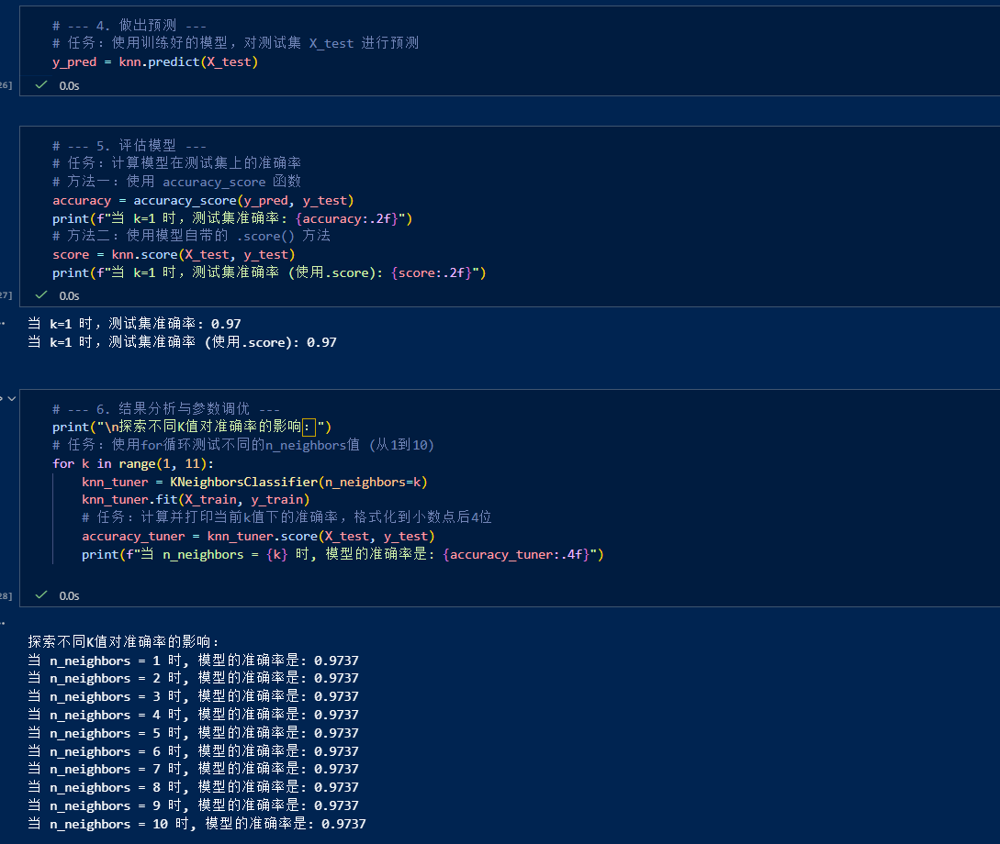 # --- 4. 做出预测 ---
# 任务：使用训练好的模型，对测试集 X_test 进行预测
y_pred = knn.predict(X_test)
26]
0.0s
# --- 5. 评估模型 ---
# 任务：计算模型在测试集上的准确率
# 方法一：使用 accuracy_score 函数
accuracy = accuracy_score(y_pred, y_test)
print(f"当 k=1 时，测试集准确率: {accuracy:.2f}")
# 方法二：使用模型自带的 .score() 方法
score = knn.score(X_test, y_test)
print(f"当 k=1 时，测试集准确率 (使用.score): {score:.2f}")
27]
0.0s
当 k=1 时，测试集准确率: 0.97
当 k=1 时，测试集准确率 (使用.score): 0.97
# --- 6. 结果分析与参数调优 ---
print("\n探索不同K值对准确率的影响：")
# 任务：使用for循环测试不同的n_neighbors值 (从1到10)
for k in range(1, 11):
knn_tuner = KNeighborsClassifier(n_neighbors=k)
knn_tuner.fit(X_train, y_train)
# 任务：计算并打印当前k值下的准确率，格式化到小数点后4位
accuracy_tuner = knn_tuner.score(X_test, y_test)
print(f"当 n_neighbors = {k} 时, 模型的准确率是: {accuracy_tuner:.4f}")
28]
0.0s
探索不同K值对准确率的影响：
当 n_neighbors = 1 时, 模型的准确率是: 0.9737
当 n_neighbors = 2 时, 模型的准确率是: 0.9737
当 n_neighbors = 3 时, 模型的准确率是: 0.9737
当 n_neighbors = 4 时, 模型的准确率是: 0.9737
当 n_neighbors = 5 时, 模型的准确率是: 0.9737
当 n_neighbors = 6 时, 模型的准确率是: 0.9737
当 n_neighbors = 7 时, 模型的准确率是: 0.9737
当 n_neighbors = 8 时, 模型的准确率是: 0.9737
当 n_neighbors = 9 时, 模型的准确率是: 0.9737
当 n_neighbors = 10 时, 模型的准确率是: 0.9737